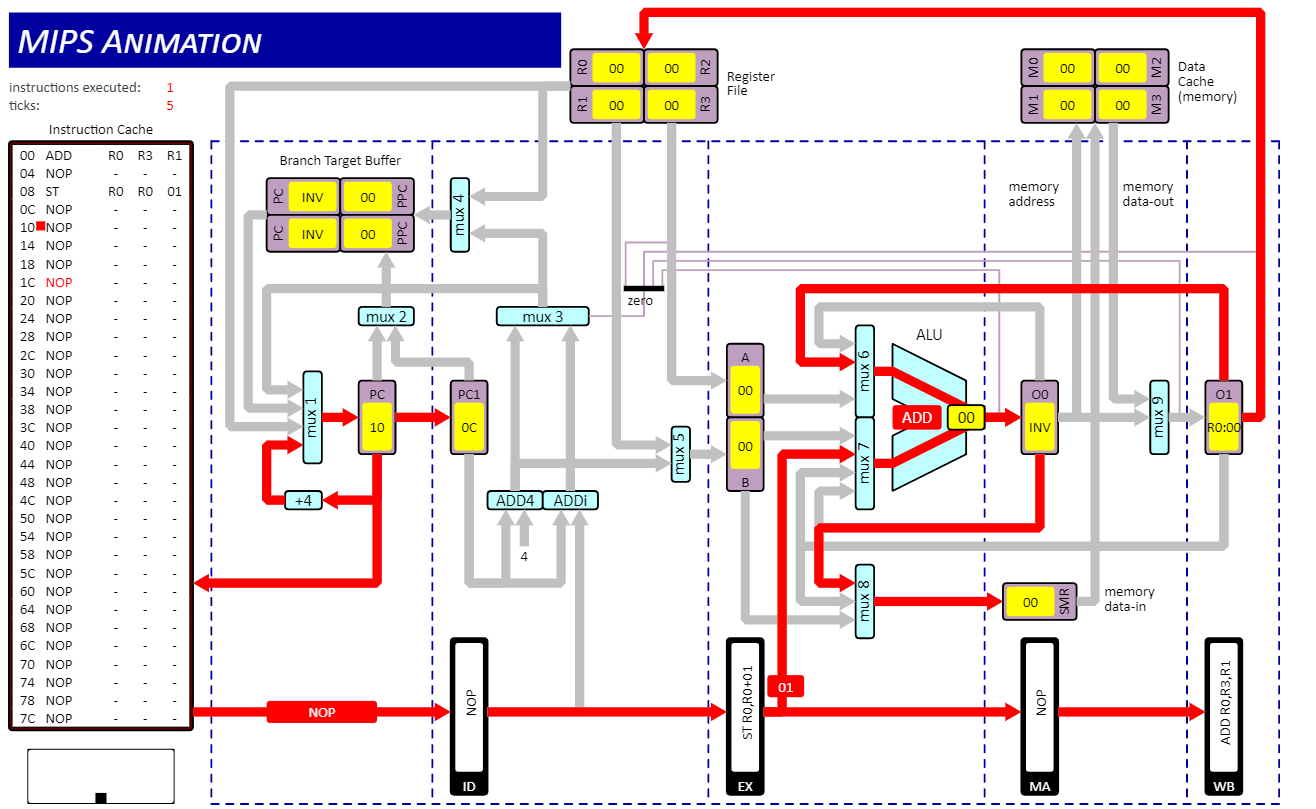 MIPS ANIMATION
instructions executed: 1
ticks: 5
Instruction Cache
00 ADD R0 R3 R1
04 NOP - - -
08 ST R0 R0 01
0C NOP - - -
10 NOP - - -
14 NOP - - -
18 NOP - - -
1C NOP - - -
20 NOP - - -
24 NOP - - -
28 NOP - - -
2C NOP - - -
30 NOP - - -
34 NOP - - -
38 NOP - - -
3C NOP - - -
40 NOP - - -
44 NOP - - -
48 NOP - - -
4C NOP - - -
50 NOP - - -
54 NOP - - -
58 NOP - - -
5C NOP - - -
60 NOP - - -
64 NOP - - -
68 NOP - - -
6C NOP - - -
70 NOP - - -
74 NOP - - -
78 NOP - - -
7C NOP - - -
R0 00 00 R2
R1 00 00 R3
Register
File
M0 00 00 M2
M1 00 00 M3
Data
Cache
(memory)
Branch Target Buffer
PC INV 00 PPC
PC INV 00 PPC
mux 4
memory
address
memory
data-out
zero
mux 2
mux 3
mux 1
PC
10
PC1
0C
+4
ADD4
ADDi
4
mux 5
A
00
00
B
mux 6
mux 7
ALU
ADD
00
O0
INV
mux 9
O1
R0:00
mux 8
00 SMR
memory
data-in
NOP
NOP
ID
ST R0,R0+01
EX
01
NOP
MA
ADD R0,R3,R1
WB